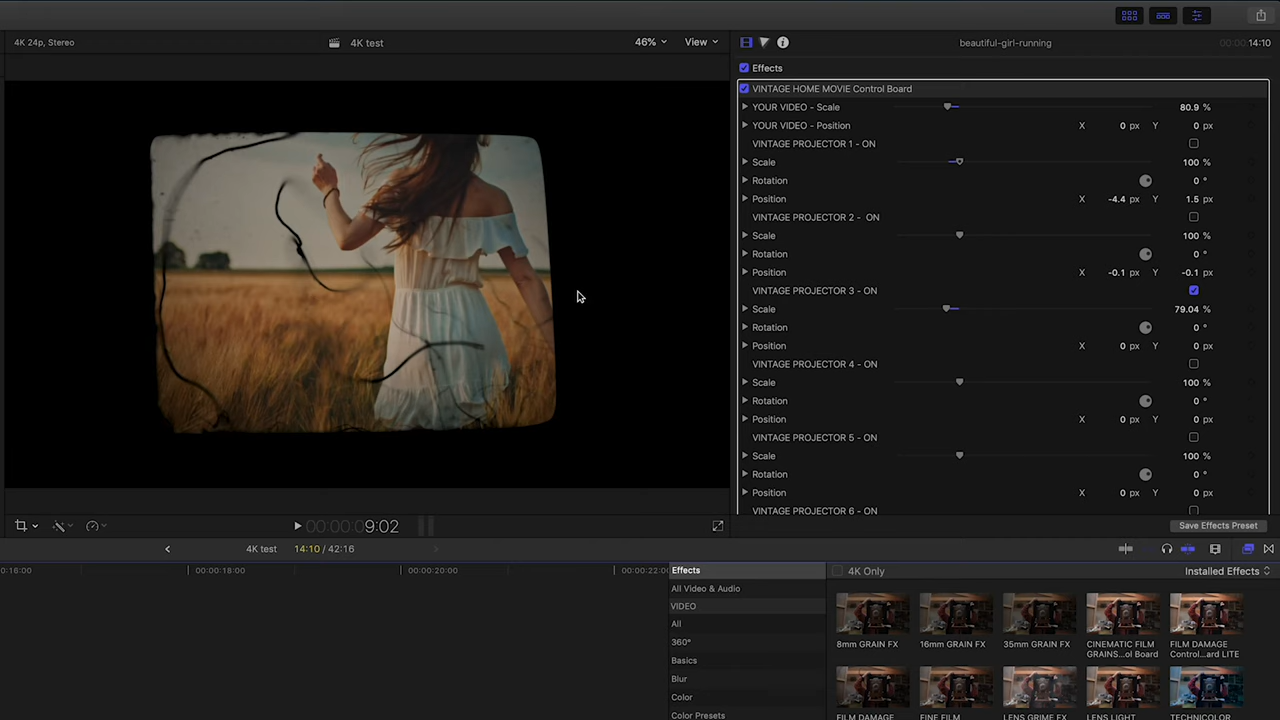 4K 24p, Stereo
4K test
46%
View
beautiful-girl-running
00:00:14:10
Effects
VINTAGE HOME MOVIE Control Board
YOUR VIDEO - Scale 80.9 %
YOUR VIDEO - Position X 0 px Y 0 px
VINTAGE PROJECTOR 1 - ON
Scale 100 %
Rotation 0 °
Position X -4.4 px Y 1.5 px
VINTAGE PROJECTOR 2 - ON
Scale 100 %
Rotation 0 °
Position X -0.1 px Y -0.1 px
VINTAGE PROJECTOR 3 - ON
Scale 79.04 %
Rotation 0 °
Position X 0 px Y 0 px
VINTAGE PROJECTOR 4 - ON
Scale 100 %
Rotation 0 °
Position X 0 px Y 0 px
VINTAGE PROJECTOR 5 - ON
Scale 100 %
Rotation 0 °
Position X 0 px Y 0 px
VINTAGE PROJECTOR 6 - ON
00:00:09:02
Save Effects Preset
4K test
14:10 / 42:16
0:16:00
00:00:18:00
00:00:20:00
00:00:22:0
Effects
4K Only
Installed Effects
All Video & Audio
VIDEO
All
360°
Basics
Blur
Color
Color Presets
8mm GRAIN FX
16mm GRAIN FX
35mm GRAIN FX
CINEMATIC FILM
GRAINS...ol Board
FILM DAMAGE
Control...ard LITE
FILM DAMAGE
FINE FILM
LENS GRIME FX
LENS LIGHT
TECHNICOLOR